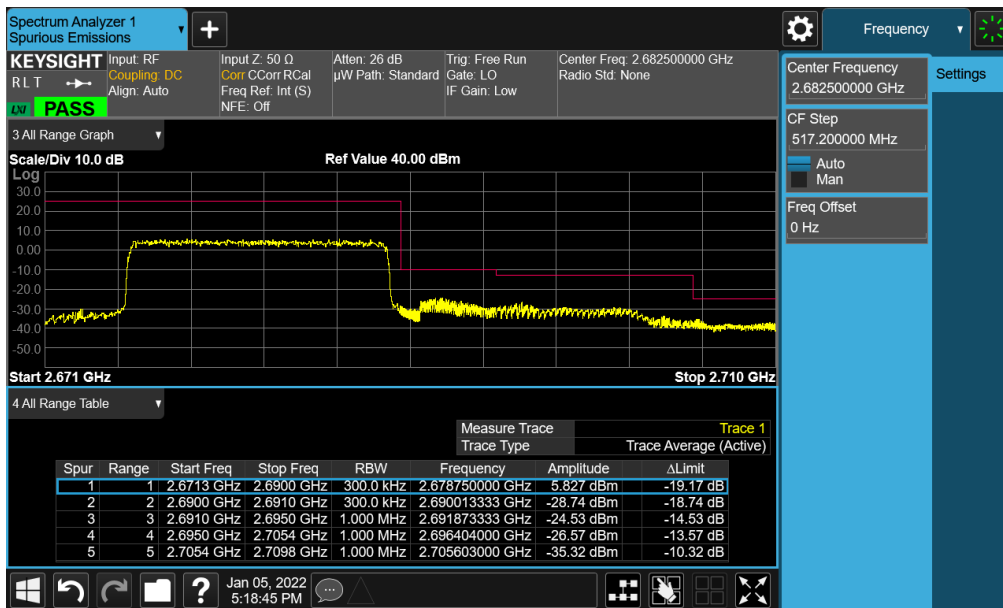 Spectrum Analyzer 1
Spurious Emissions
Frequency
KEYSIGHT Input: RF Input Z: 50 Ω Atten: 26 dB Trig: Free Run Center Freq: 2.682500000 GHz
RLT Coupling: DC Corr CCorr RCal µW Path: Standard Gate: LO Radio Std: None
Align: Auto Freq Ref: Int (S) IF Gain: Low
LXI PASS NFE: Off
Center Frequency
2.682500000 GHz
Settings
CF Step
517.200000 MHz
Auto
Man
Freq Offset
0 Hz
3 All Range Graph
Scale/Div 10.0 dB Ref Value 40.00 dBm
Log
30.0
20.0
10.0
0.00
-10.0
-20.0
-30.0
-40.0
-50.0
Start 2.671 GHz Stop 2.710 GHz
4 All Range Table
Measure Trace Trace 1
Trace Type Trace Average (Active)
Spur Range Start Freq Stop Freq RBW Frequency Amplitude ΔLimit
1 1 2.6713 GHz 2.6900 GHz 300.0 kHz 2.678750000 GHz 5.827 dBm -19.17 dB
2 2 2.6900 GHz 2.6910 GHz 300.0 kHz 2.690013333 GHz -28.74 dBm -18.74 dB
3 3 2.6910 GHz 2.6950 GHz 1.000 MHz 2.691873333 GHz -24.53 dBm -14.53 dB
4 4 2.6950 GHz 2.7054 GHz 1.000 MHz 2.696404000 GHz -26.57 dBm -13.57 dB
5 5 2.7054 GHz 2.7098 GHz 1.000 MHz 2.705603000 GHz -35.32 dBm -10.32 dB
? Jan 05, 2022
5:18:45 PM